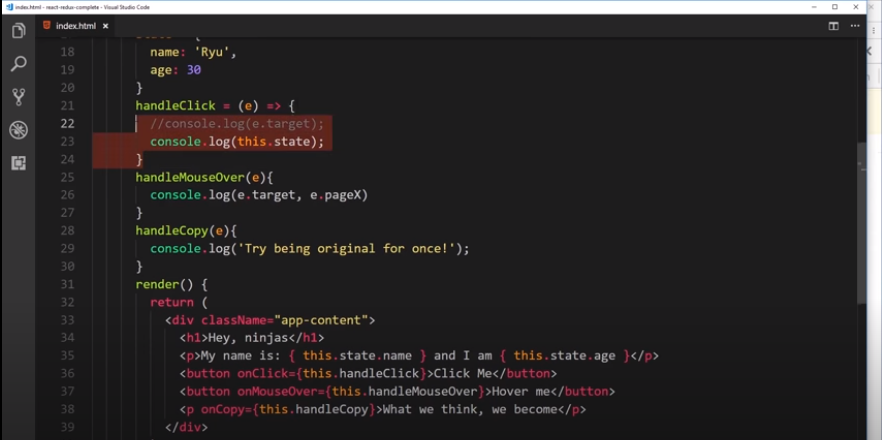 index.html - react-redux-complete - Visual Studio Code
index.html ×
18 name: 'Ryu',
19 age: 30
20 }
21 handleClick = (e) => {
22 //console.log(e.target);
23 console.log(this.state);
24 }
25 handleMouseOver(e){
26 console.log(e.target, e.pageX)
27 }
28 handleCopy(e){
29 console.log('Try being original for once!');
30 }
31 render() {
32 return (
33 <div className="app-content">
34 <h1>Hey, ninjas</h1>
35 <p>My name is: { this.state.name } and I am { this.state.age }</p>
36 <button onClick={this.handleClick}>Click Me</button>
37 <button onMouseOver={this.handleMouseOver}>Hover me</button>
38 <p onCopy={this.handleCopy}>What we think, we become</p>
39 </div>